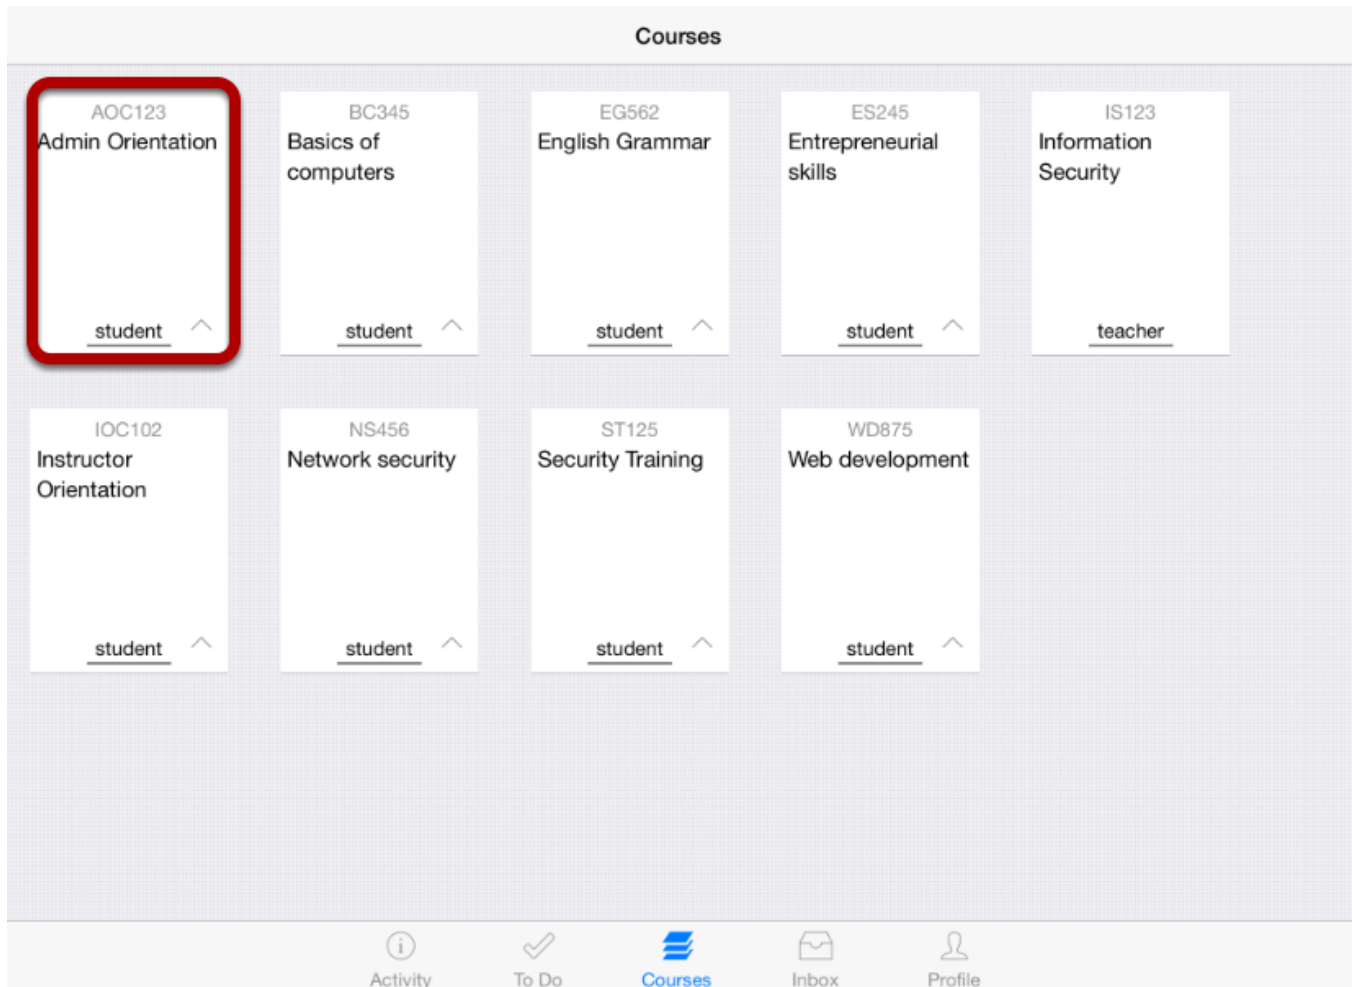 Courses
AOC123
Admin Orientation
student
BC345
Basics of
computers
student
EG562
English Grammar
student
ES245
Entrepreneurial
skills
student
IS123
Information
Security
teacher
IOC102
Instructor
Orientation
student
NS456
Network security
student
ST125
Security Training
student
WD875
Web development
student
Activity
To Do
Courses
Inbox
Profile